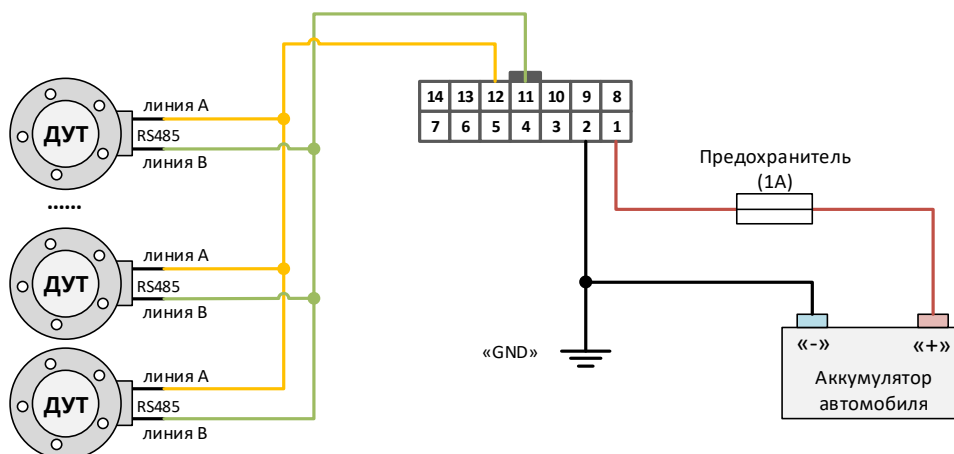 14 13 12 11 10 9 8
7 6 5 4 3 2 1
ДУТ
линия А
RS485
линия В
......
ДУТ
линия А
RS485
линия В
ДУТ
линия А
RS485
линия В
Предохранитель
(1А)
«GND»
«-»
«+»
Аккумулятор
автомобиля